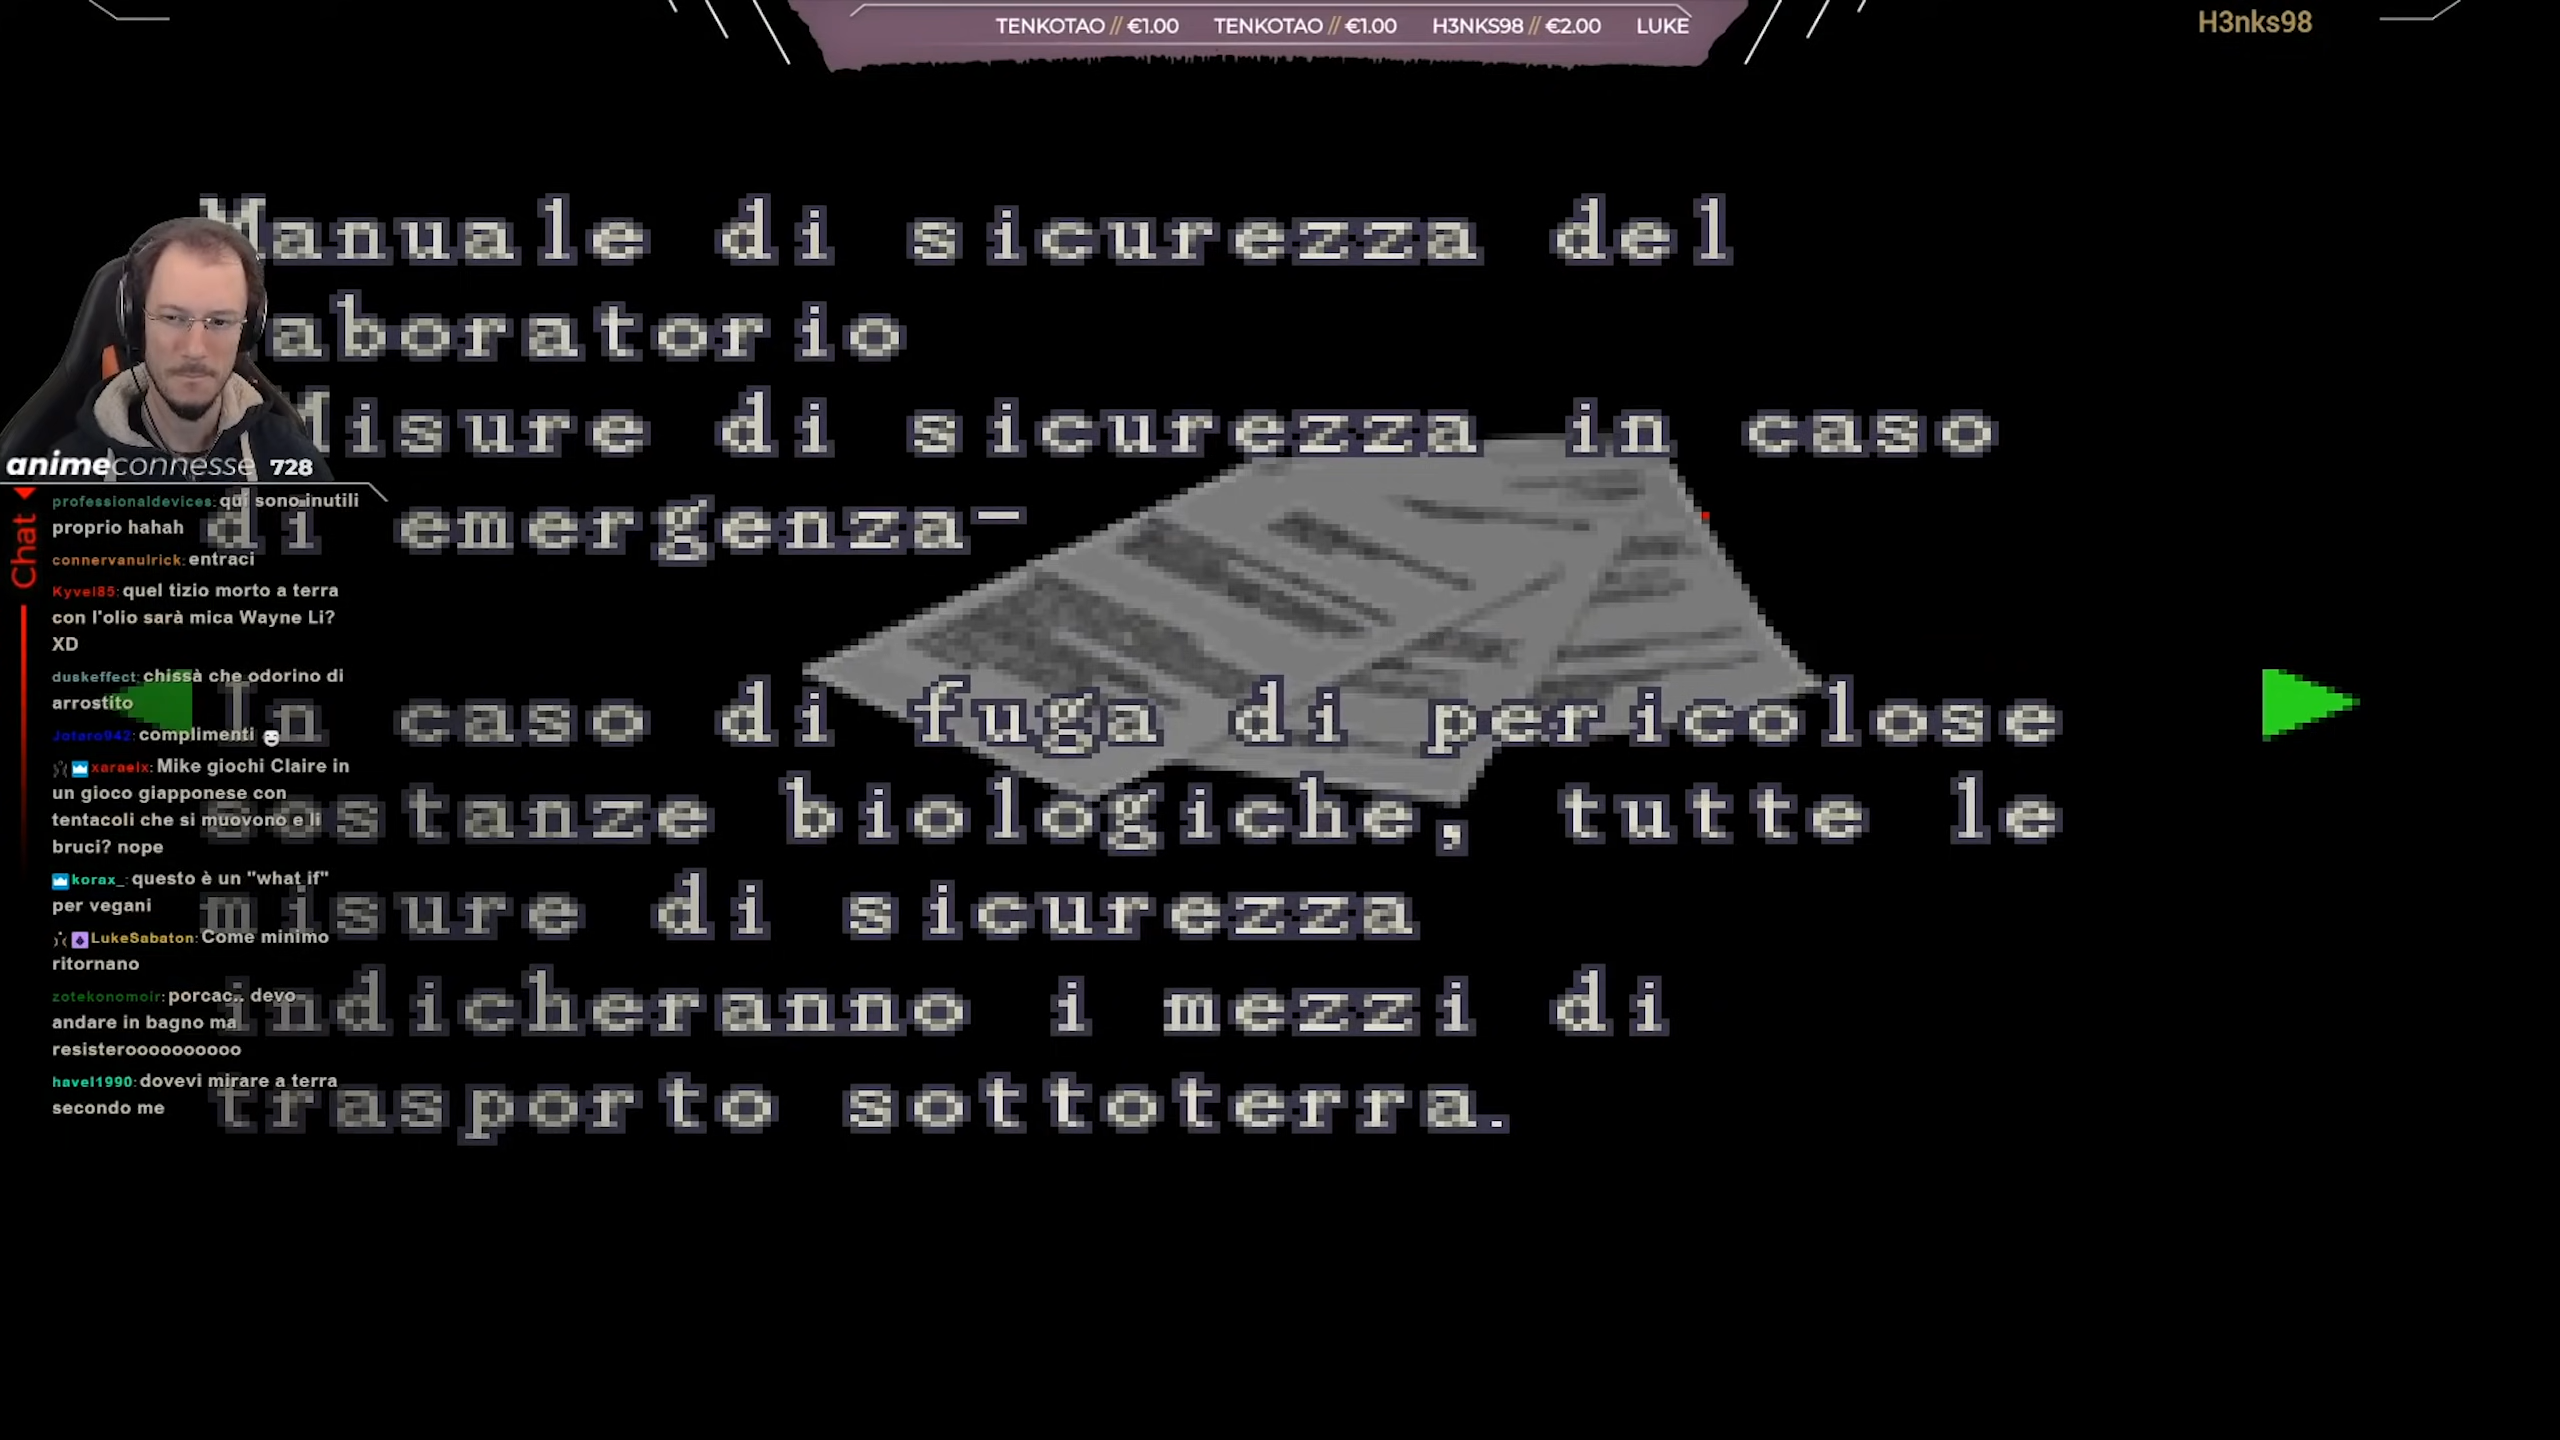 TENKOTAO // €1.00 TENKOTAO // €1.00 H3NKS98 // €2.00 LUKE
H3nks98
Manuale di sicurezza del
laboratorio
Misure di sicurezza in caso
di emergenza-
In caso di fuga di pericolose
sostanze biologiche, tutte le
misure di sicurezza
indicheranno i mezzi di
trasporto sottoterra.
animeconnesse 728
Chat
professionaldevices: qui sono inutili
proprio hahah
connervanulrick: entraci
Kyvel85: quel tizio morto a terra
con l'olio sarà mica Wayne Li?
XD
duskeffect: chissà che odorino di
arrostito
Jotaro942: complimenti
xaraelx: Mike giochi Claire in
un gioco giapponese con
tentacoli che si muovono e li
bruci? nope
korax_: questo è un "what if"
per vegani
LukeSabaton: Come minimo
ritornano
zotekonomoir: porcac.. devo
andare in bagno ma
resisteroooooooooo
havel1990: dovevi mirare a terra
secondo me